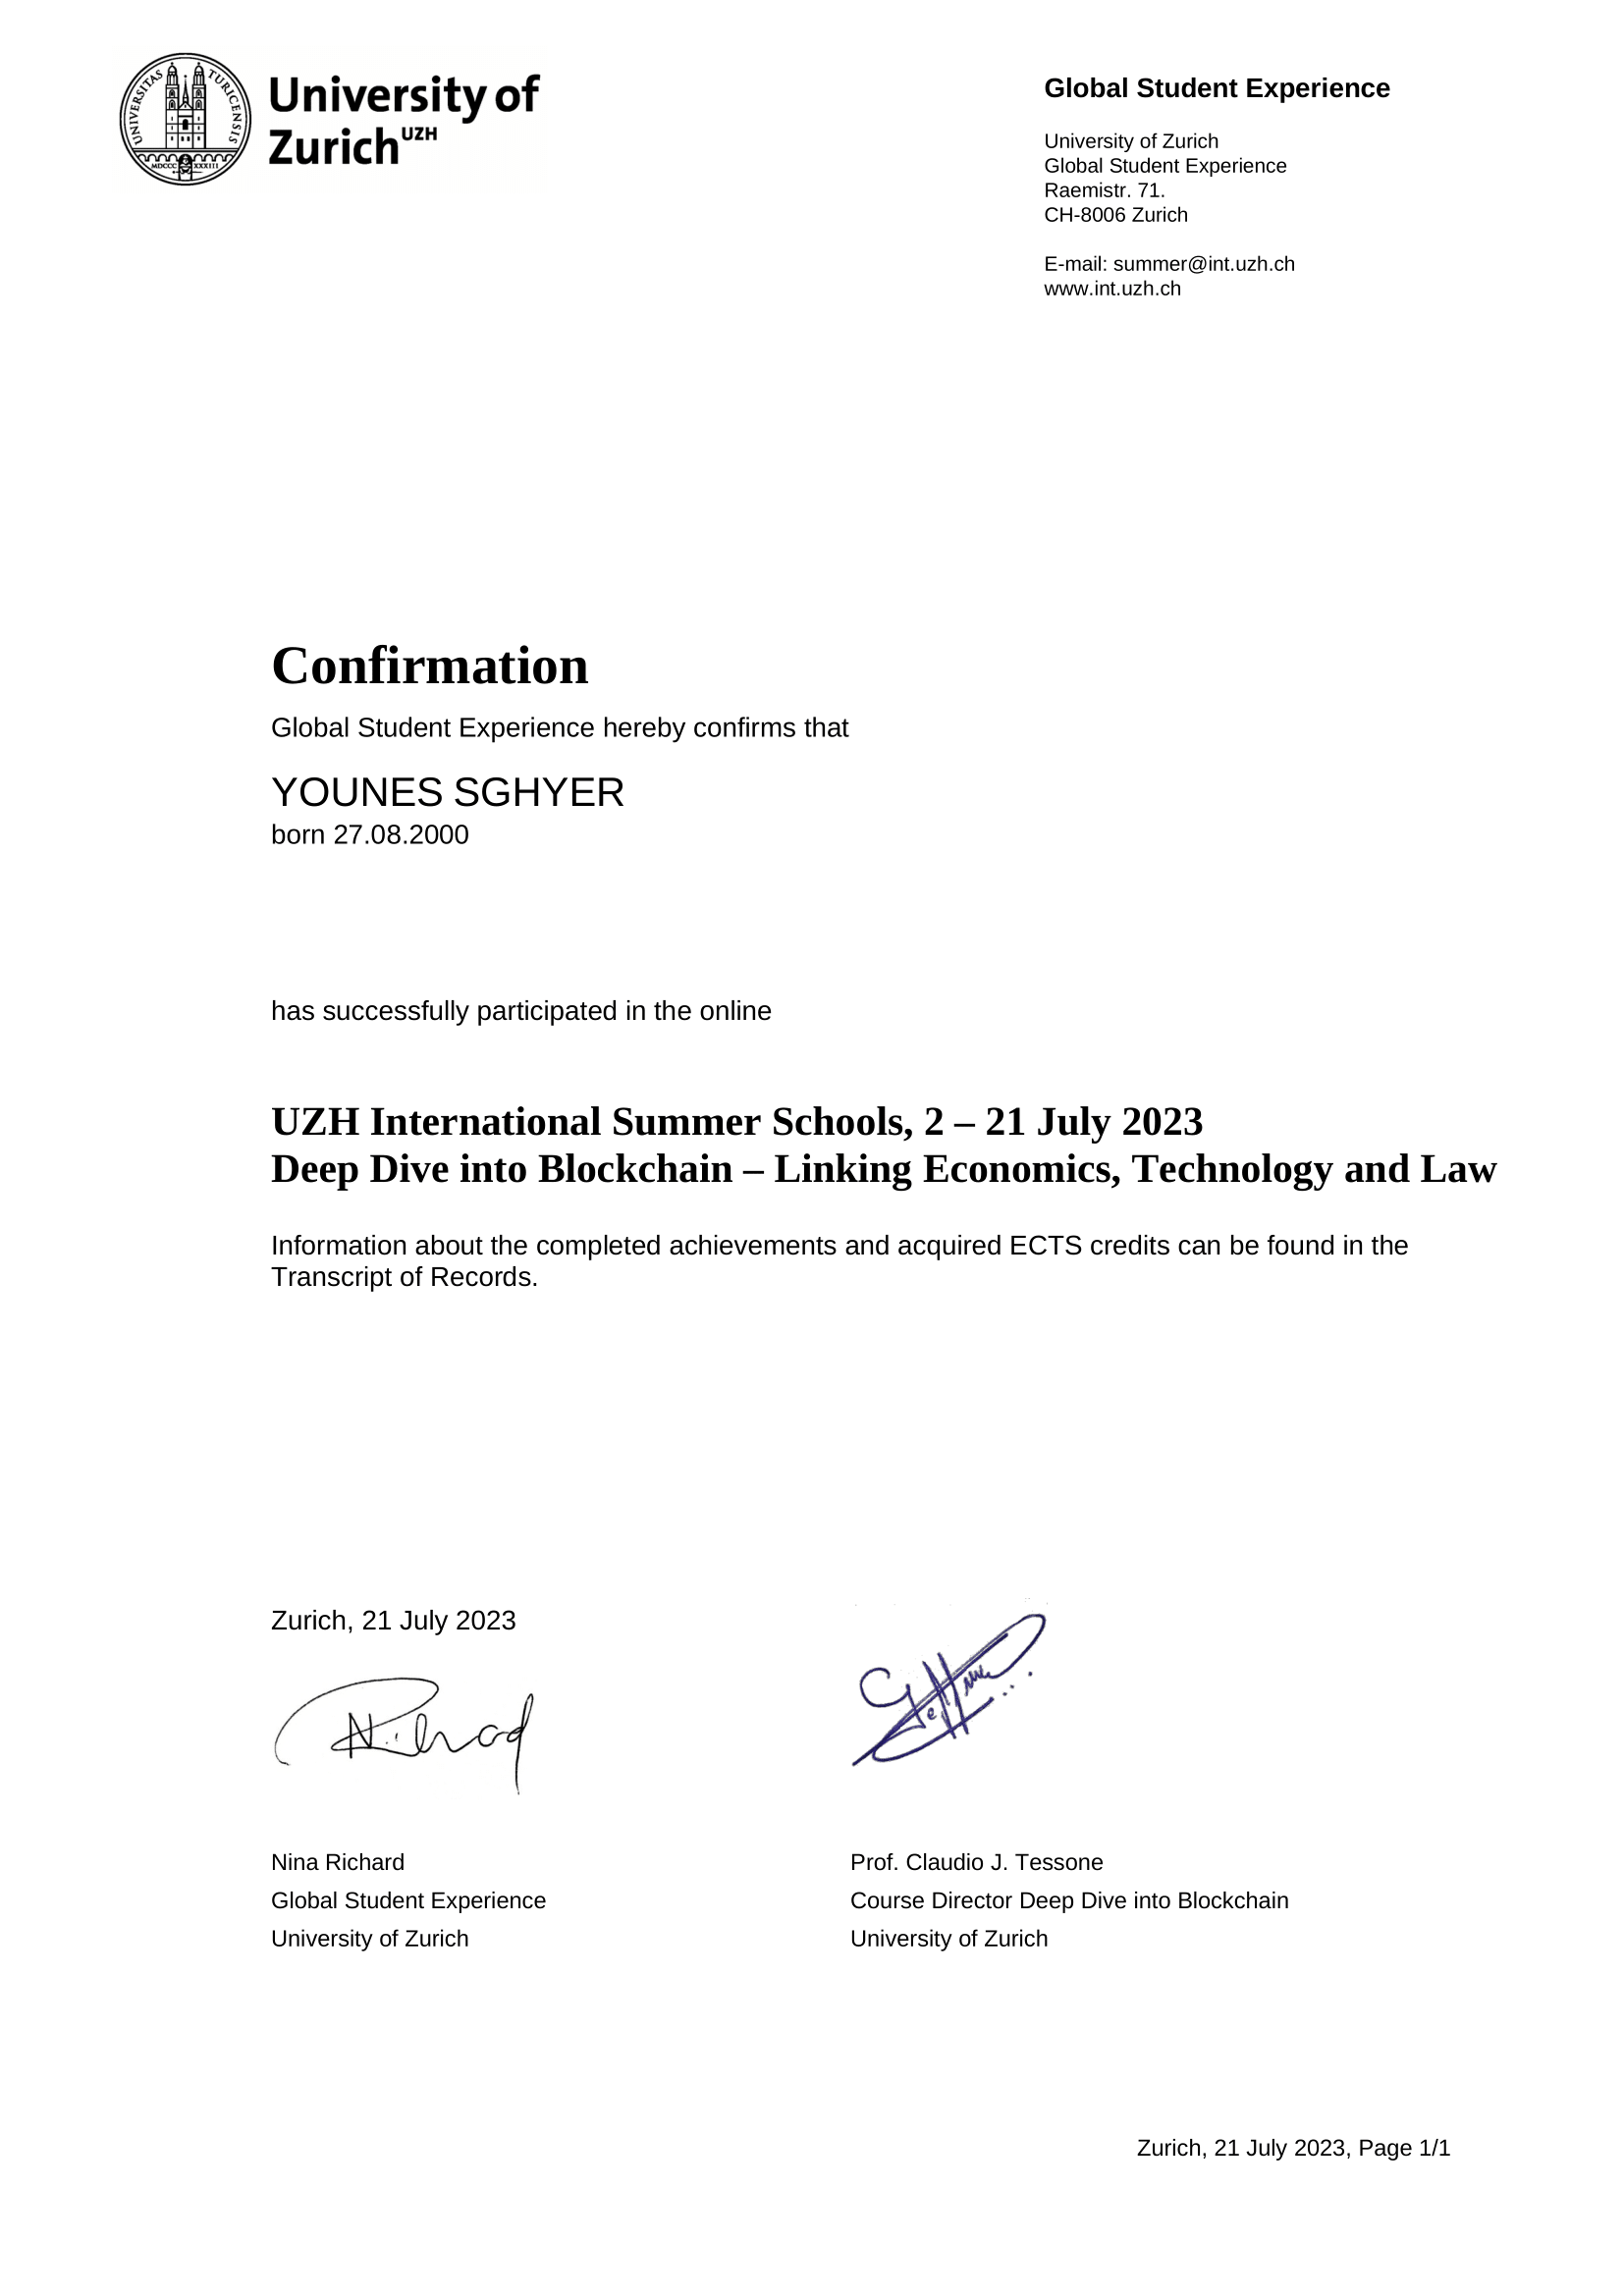 UNIVERSITAS TURICENSIS
MDCCC XXXIII
University of
Zurich UZH
Global Student Experience
University of Zurich
Global Student Experience
Raemistr. 71.
CH-8006 Zurich
E-mail: summer@int.uzh.ch
www.int.uzh.ch
Confirmation
Global Student Experience hereby confirms that
YOUNES SGHYER
born 27.08.2000
has successfully participated in the online
UZH International Summer Schools, 2 – 21 July 2023
Deep Dive into Blockchain – Linking Economics, Technology and Law
Information about the completed achievements and acquired ECTS credits can be found in the
Transcript of Records.
Zurich, 21 July 2023
Nina Richard
Global Student Experience
University of Zurich
Prof. Claudio J. Tessone
Course Director Deep Dive into Blockchain
University of Zurich
Zurich, 21 July 2023, Page 1/1